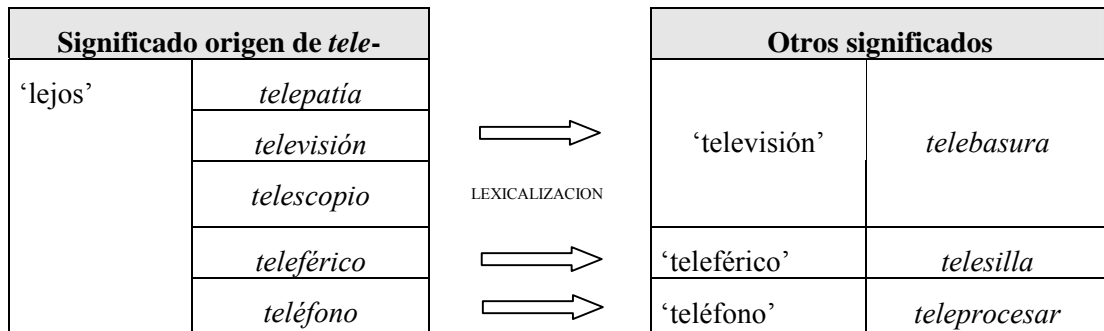 Significado origen de tele-
Otros significados
‘lejos’
telepatía
televisión
telescopio
teleférico
teléfono
LEXICALIZACION
‘televisión’
telebasura
‘teleférico’
telesilla
‘teléfono’
teleprocesar